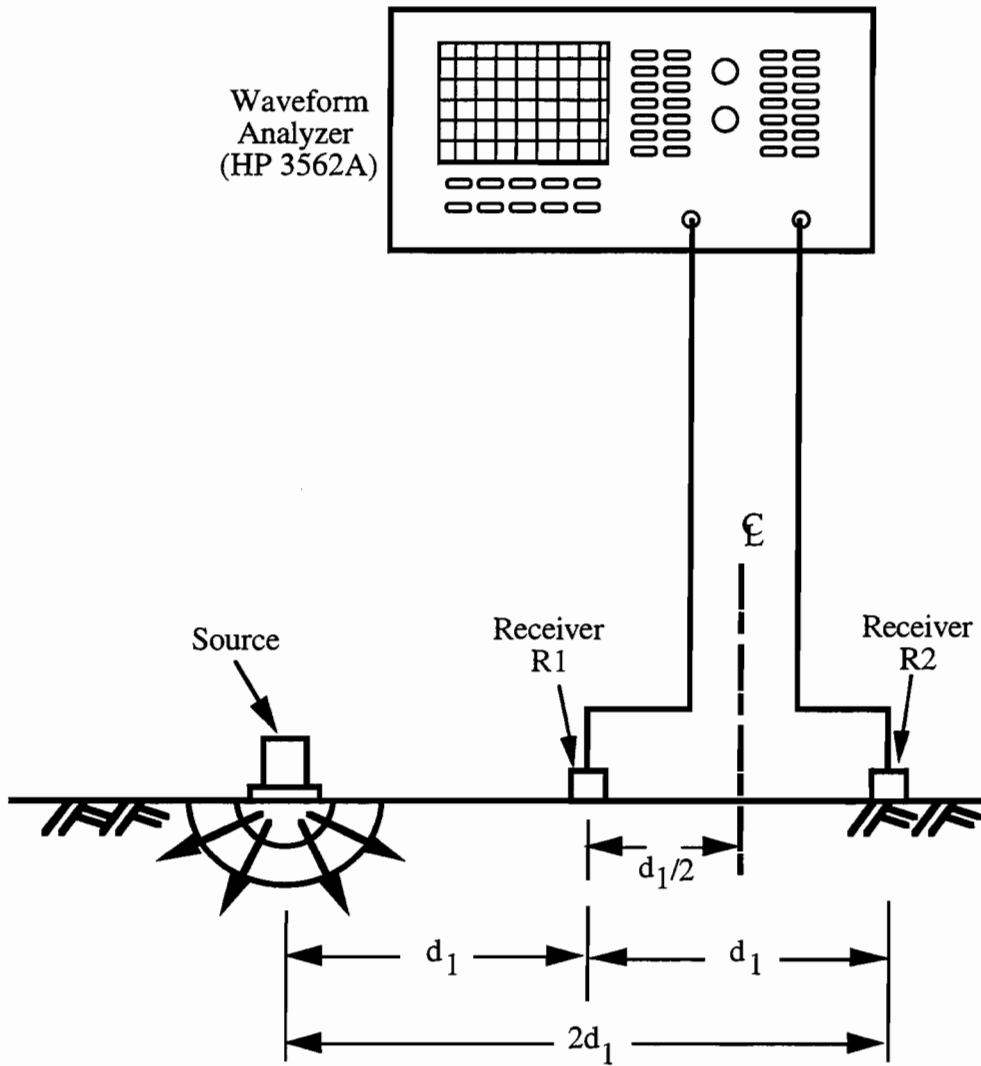 Waveform
Analyzer
(HP 3562A)
℄
Source
Receiver
R1
Receiver
R2
d₁/2
d₁
d₁
2d₁